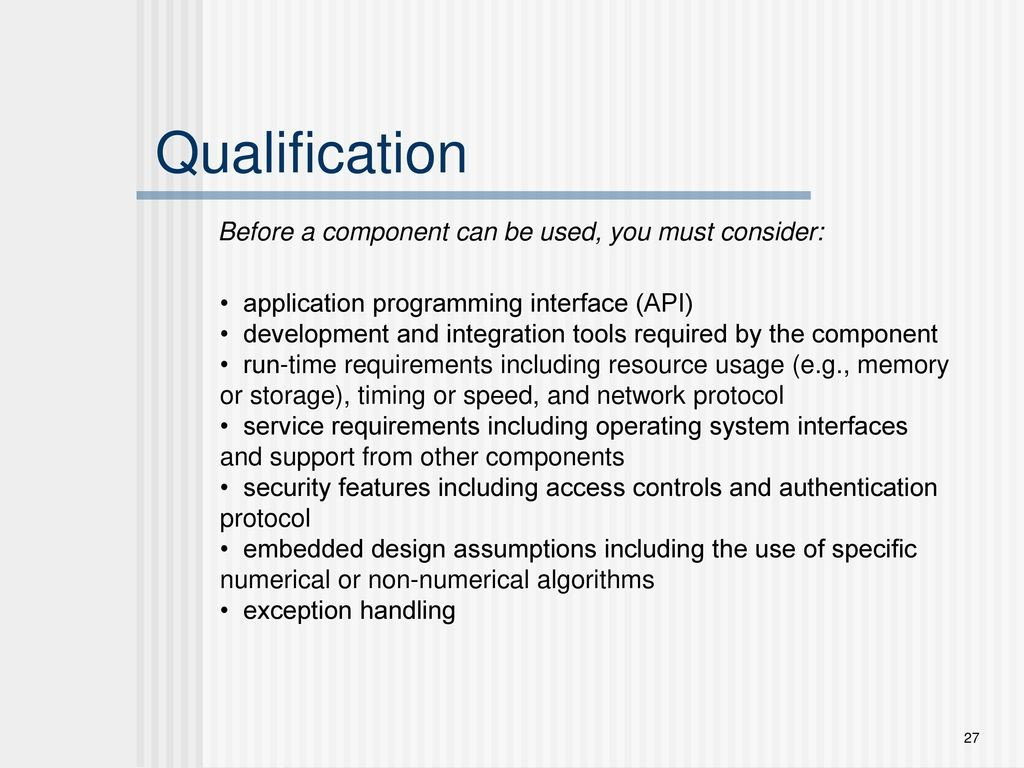 Qualification
Before a component can be used, you must consider:
• application programming interface (API)
• development and integration tools required by the component
• run-time requirements including resource usage (e.g., memory
or storage), timing or speed, and network protocol
• service requirements including operating system interfaces
and support from other components
• security features including access controls and authentication
protocol
• embedded design assumptions including the use of specific
numerical or non-numerical algorithms
• exception handling
27